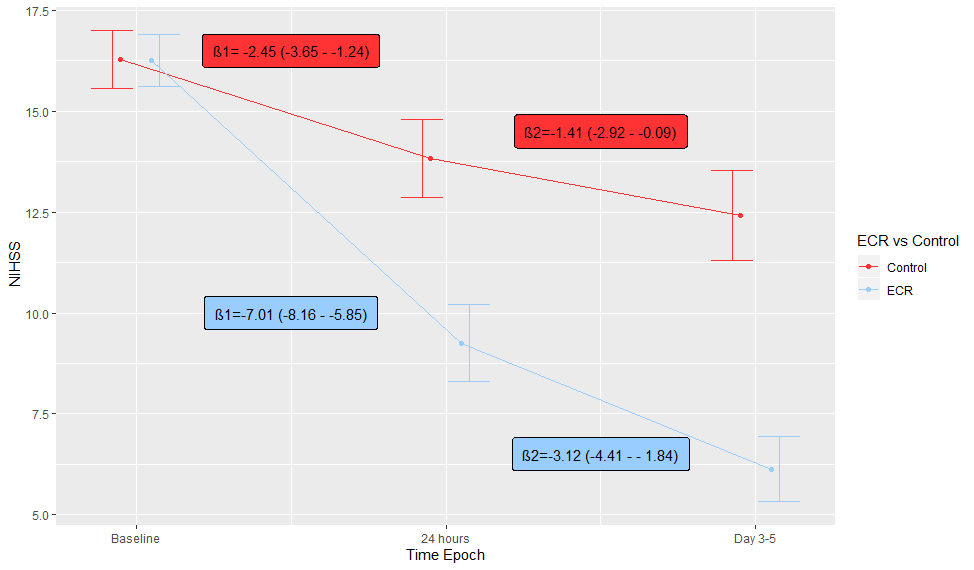 17.5
15.0
12.5
10.0
7.5
5.0
NIHSS
ß1= -2.45 (-3.65 - -1.24)
ß2=-1.41 (-2.92 - -0.09)
ß1=-7.01 (-8.16 - -5.85)
ß2=-3.12 (-4.41 - - 1.84)
Baseline
24 hours
Day 3-5
Time Epoch
ECR vs Control
Control
ECR